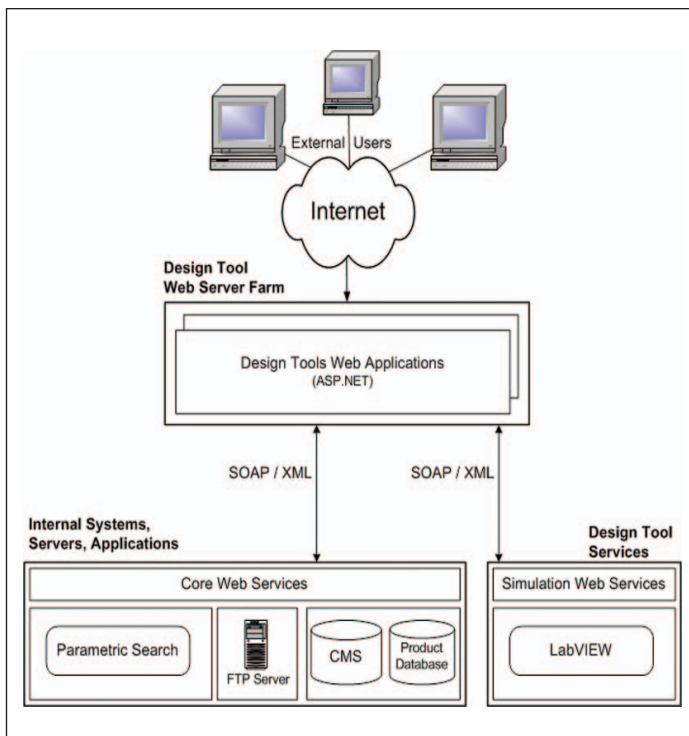 External Users
Internet
Design Tool
Web Server Farm
Design Tools Web Applications
(ASP.NET)
SOAP / XML
SOAP / XML
Internal Systems,
Servers, Applications
Design Tool
Services
Core Web Services
Simulation Web Services
Parametric Search
FTP Server
CMS
Product
Database
LabVIEW